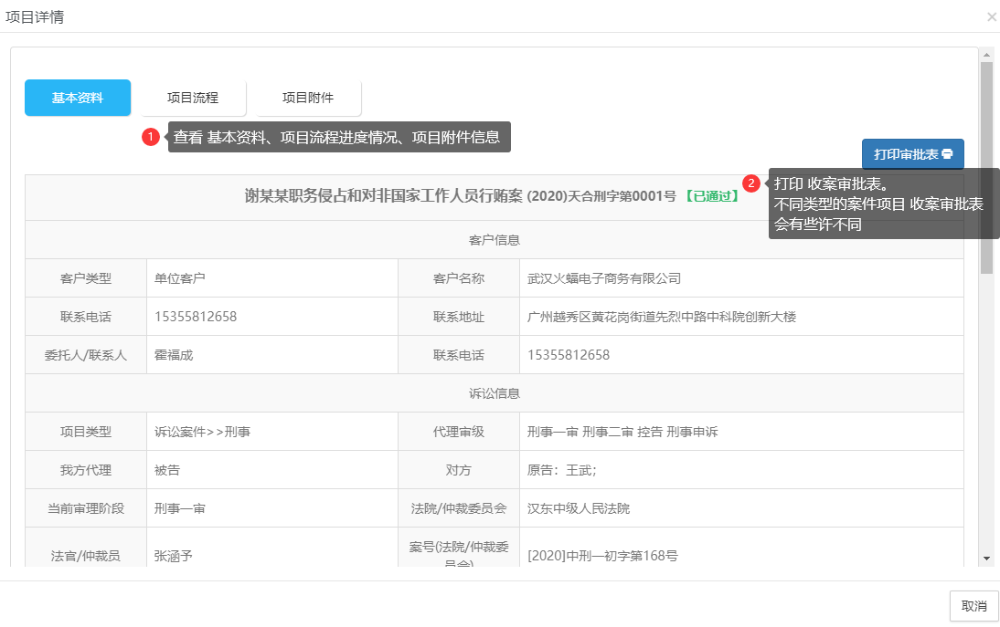 项目详情
×
基本资料 项目流程 项目附件
1 查看 基本资料、项目流程进度情况、项目附件信息
打印审批表
谢某某职务侵占和对非国家工作人员行贿案 (2020)天合刑字第0001号 【已通过】
2 打印 收案审批表。
不同类型的案件项目 收案审批表
会有些许不同
客户信息
客户类型 单位客户 客户名称 武汉火蝠电子商务有限公司
联系电话 15355812658 联系地址 广州越秀区黄花岗街道先烈中路中科院创新大楼
委托人/联系人 霍福成 联系电话 15355812658
诉讼信息
项目类型 诉讼案件>>刑事 代理审级 刑事一审 刑事二审 控告 刑事申诉
我方代理 被告 对方 原告：王武;
当前审理阶段 刑事一审 法院/仲裁委员会 汉东中级人民法院
法官/仲裁员 张涵予 案号(法院/仲裁委
员会) [2020]中刑一初字第168号
取消